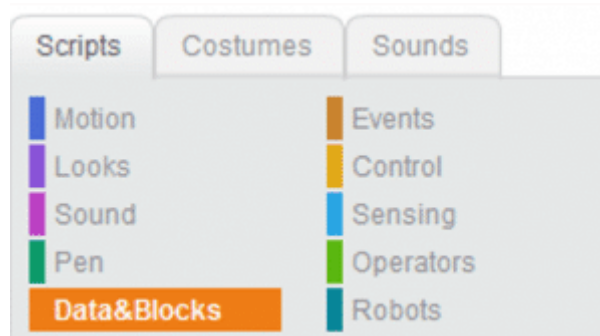 Scripts Costumes Sounds
Motion Events
Looks Control
Sound Sensing
Pen Operators
Data&Blocks Robots